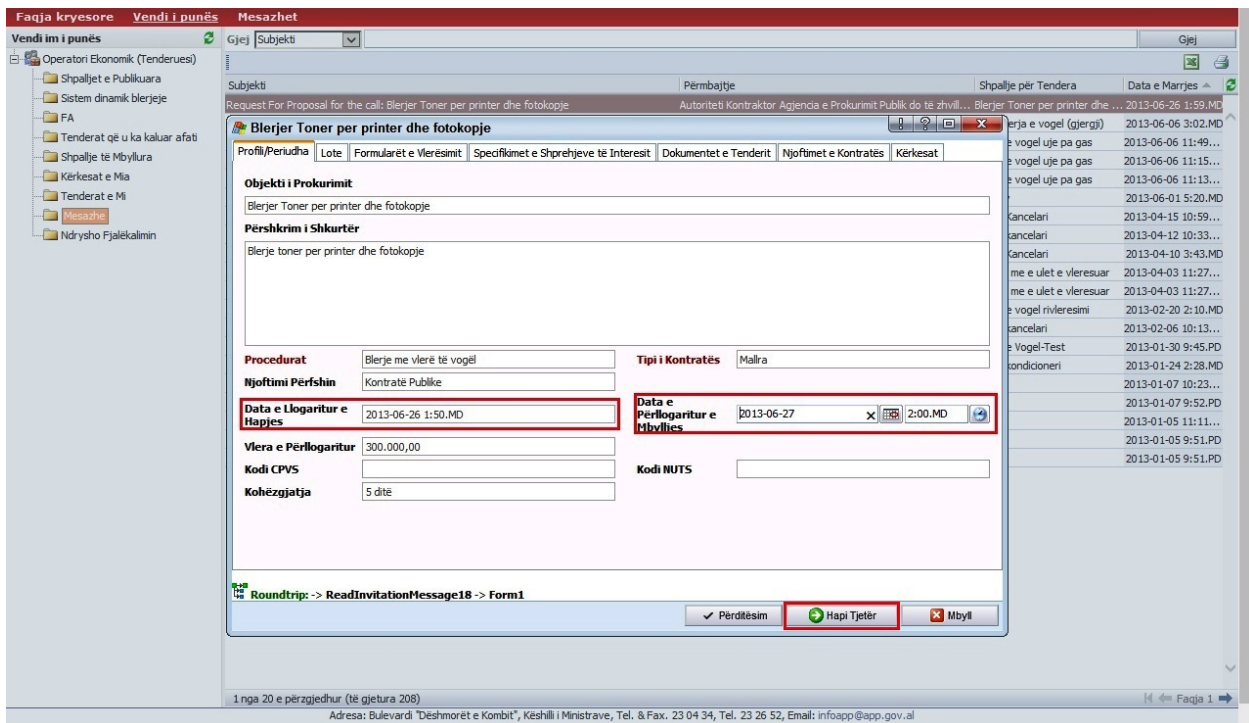 Faqja kryesore Vendi i punës Mesazhet
Vendi im i punës
Gjej Subjekti Gjej
Operatori Ekonomik (Tenderuesi)
Shpalljet e Publikuara
Sistem dinamik blerjeje
FA
Tenderat që u ka kaluar afati
Shpallje të Mbyllura
Kërkesat e Mia
Tenderat e Mi
Mesazhe
Ndrysho Fjalëkalimin
Subjekti Përmbajtje Shpallje për Tendera Data e Marrjes
Request For Proposal for the call: Blerjer Toner per printer dhe fotokopje Autoriteti Kontraktor Agjencia e Prokurimit Publik do të zhvill... Blerjer Toner per printer dhe ... 2013-06-26 1:59.MD
erja e vogel (gjergji) 2013-06-06 3:02.MD
e vogel uje pa gas 2013-06-06 11:49...
e vogel uje pa gas 2013-06-06 11:15...
e vogel uje pa gas 2013-06-06 11:13...
2013-06-01 5:20.MD
Kancelari 2013-04-15 10:59...
kancelari 2013-04-12 10:33...
Kancelari 2013-04-10 3:43.MD
me e ulet e vleresuar 2013-04-03 11:27...
me e ulet e vleresuar 2013-04-03 11:27...
e vogel rivleresimi 2013-02-20 2:10.MD
kancelari 2013-02-06 10:13...
e Vogel-Test 2013-01-30 9:45.PD
kondicioneri 2013-01-24 2:28.MD
2013-01-07 10:23...
2013-01-07 9:52.PD
2013-01-05 11:11...
2013-01-05 9:51.PD
2013-01-05 9:51.PD
Blerjer Toner per printer dhe fotokopje
Profili/Periudha Lote Formularët e Vlerësimit Specifikimet e Shprehjeve të Interesit Dokumentet e Tenderit Njoftimet e Kontratës Kërkesat
Objekti i Prokurimit
Blerjer Toner per printer dhe fotokopje
Përshkrim i Shkurtër
Blerje toner per printer dhe fotokopje
Procedurat Blerje me vlerë të vogël Tipi i Kontratës Mallra
Njoftimi Përfshin Kontratë Publike
Data e Llogaritur e Hapjes 2013-06-26 1:50.MD
Data e Përllogaritur e Mbylljes 2013-06-27 2:00.MD
Vlera e Përllogaritur 300.000,00
Kodi CPVS Kodi NUTS
Kohëzgjatja 5 ditë
Roundtrip: -> ReadInvitationMessage18 -> Form1
Përditësim Hapi Tjetër Mbyll
1 nga 20 e përzgjedhur (të gjetura 208) Faqja 1
Adresa: Bulevardi "Dëshmorët e Kombit", Këshilli i Ministrave, Tel. & Fax. 23 04 34, Tel. 23 26 52, Email: infoapp@app.gov.al